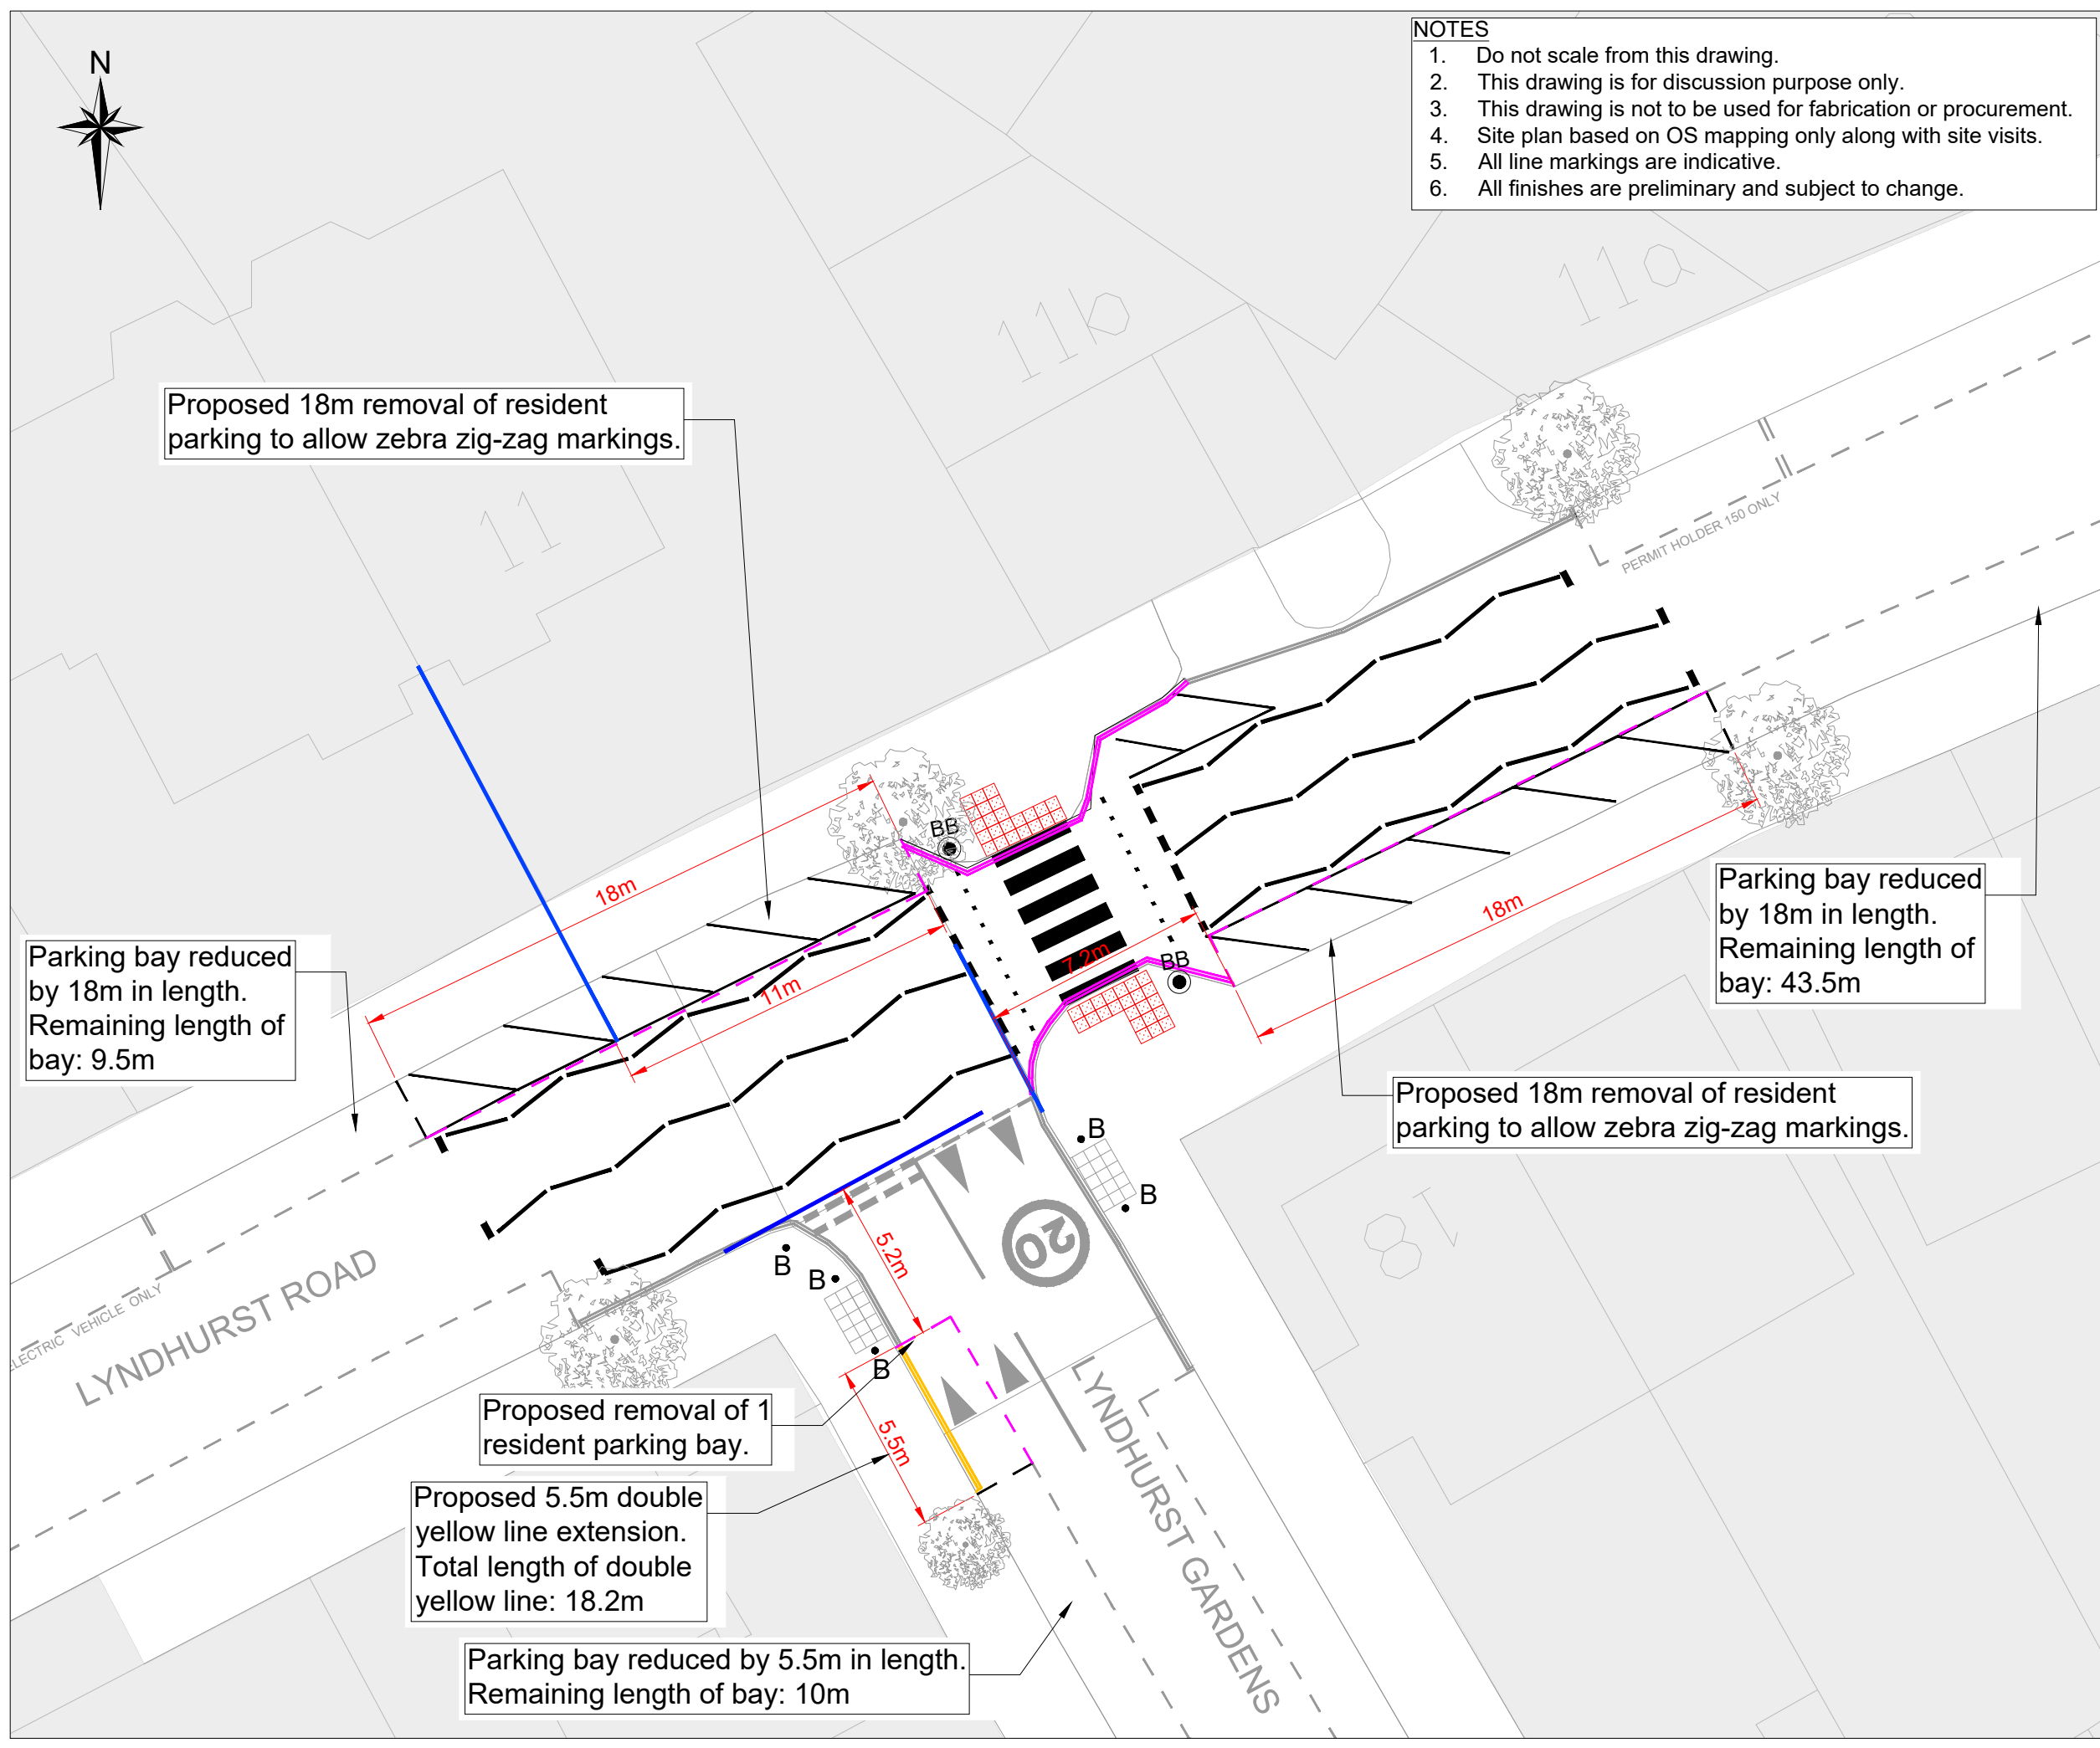 NOTES
1. Do not scale from this drawing.
2. This drawing is for discussion purpose only.
3. This drawing is not to be used for fabrication or procurement.
4. Site plan based on OS mapping only along with site visits.
5. All line markings are indicative.
6. All finishes are preliminary and subject to change.
N
11a
11b
Proposed 18m removal of resident
parking to allow zebra zig-zag markings.
11
PERMIT HOLDER 150 ONLY
BB
18m
Parking bay reduced
by 18m in length.
Remaining length of
bay: 43.5m
18m
Parking bay reduced
by 18m in length.
Remaining length of
bay: 9.5m
7.2m
BB
11m
Proposed 18m removal of resident
parking to allow zebra zig-zag markings.
B
B
20
18
B
B
5.2m
ELECTRIC VEHICLE ONLY
LYNDHURST ROAD
B
Proposed removal of 1
resident parking bay.
5.5m
Proposed 5.5m double
yellow line extension.
Total length of double
yellow line: 18.2m
LYNDHURST GARDENS
Parking bay reduced by 5.5m in length.
Remaining length of bay: 10m